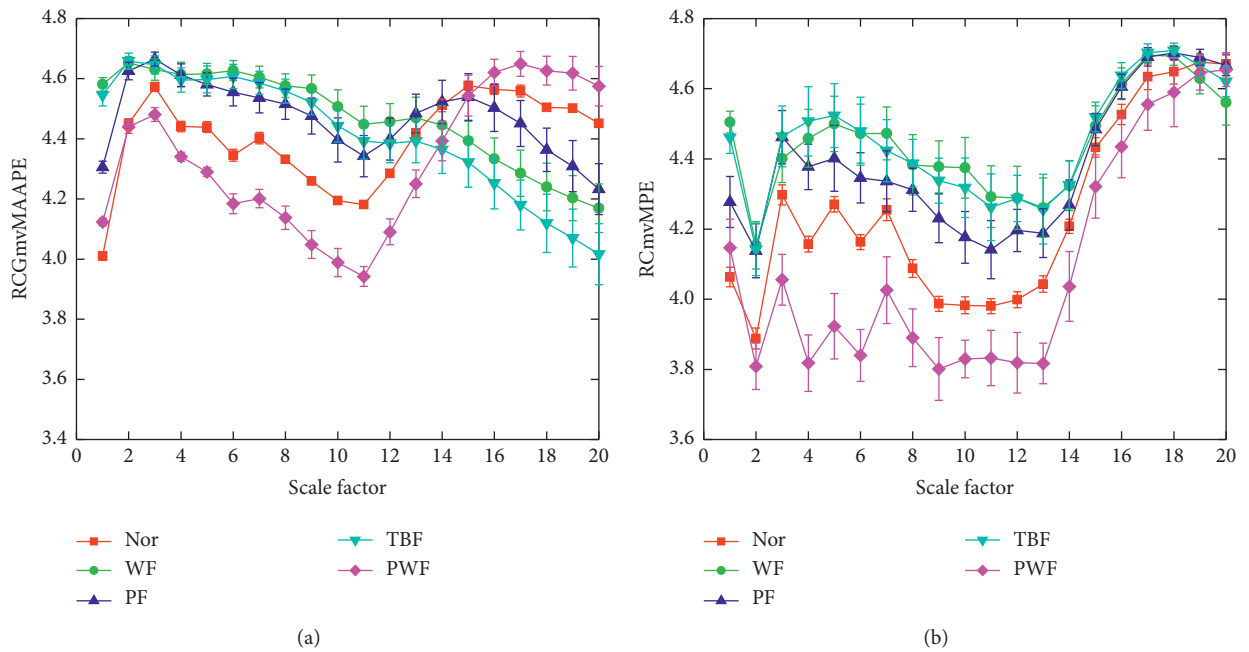 4.8
4.6
4.4
4.2
4.0
3.8
3.6
3.4
RCGmvMAAPE
0 2 4 6 8 10 12 14 16 18 20
Scale factor
Nor
WF
PF
TBF
PWF
(a)
4.8
4.6
4.4
4.2
4.0
3.8
3.6
RCmvMPE
0 2 4 6 8 10 12 14 16 18 20
Scale factor
Nor
WF
PF
TBF
PWF
(b)